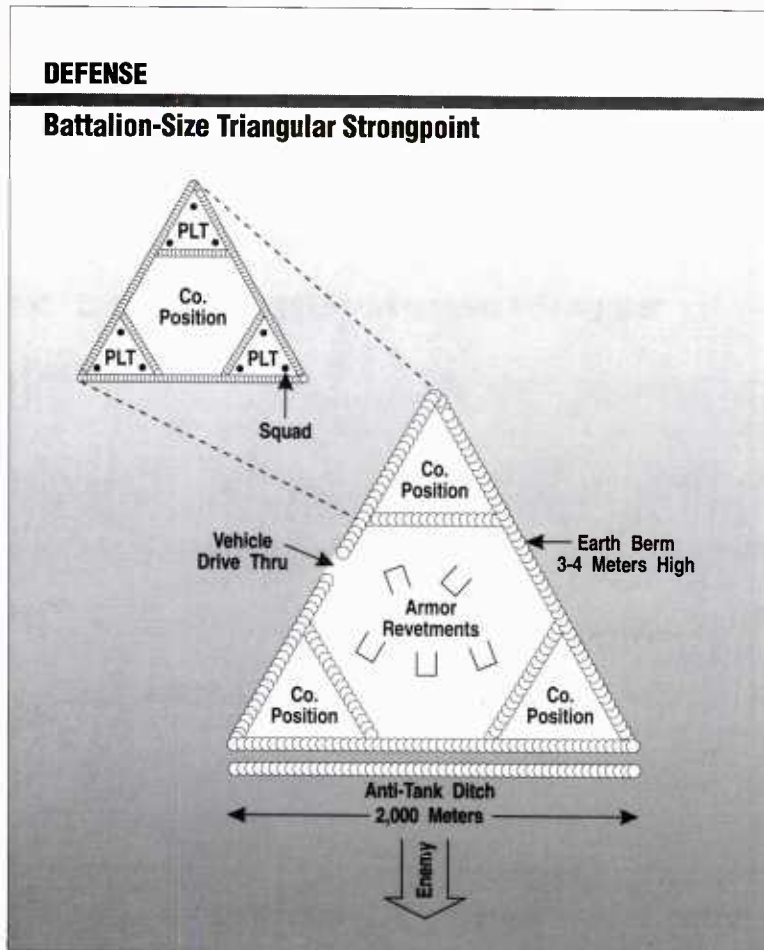 DEFENSE
Battalion-Size Triangular Strongpoint
PLT
Co.
Position
PLT
PLT
Squad
Co.
Position
Vehicle
Drive Thru
Earth Berm
3-4 Meters High
Armor
Revetments
Co.
Position
Co.
Position
Anti-Tank Ditch
2,000 Meters
Enemy